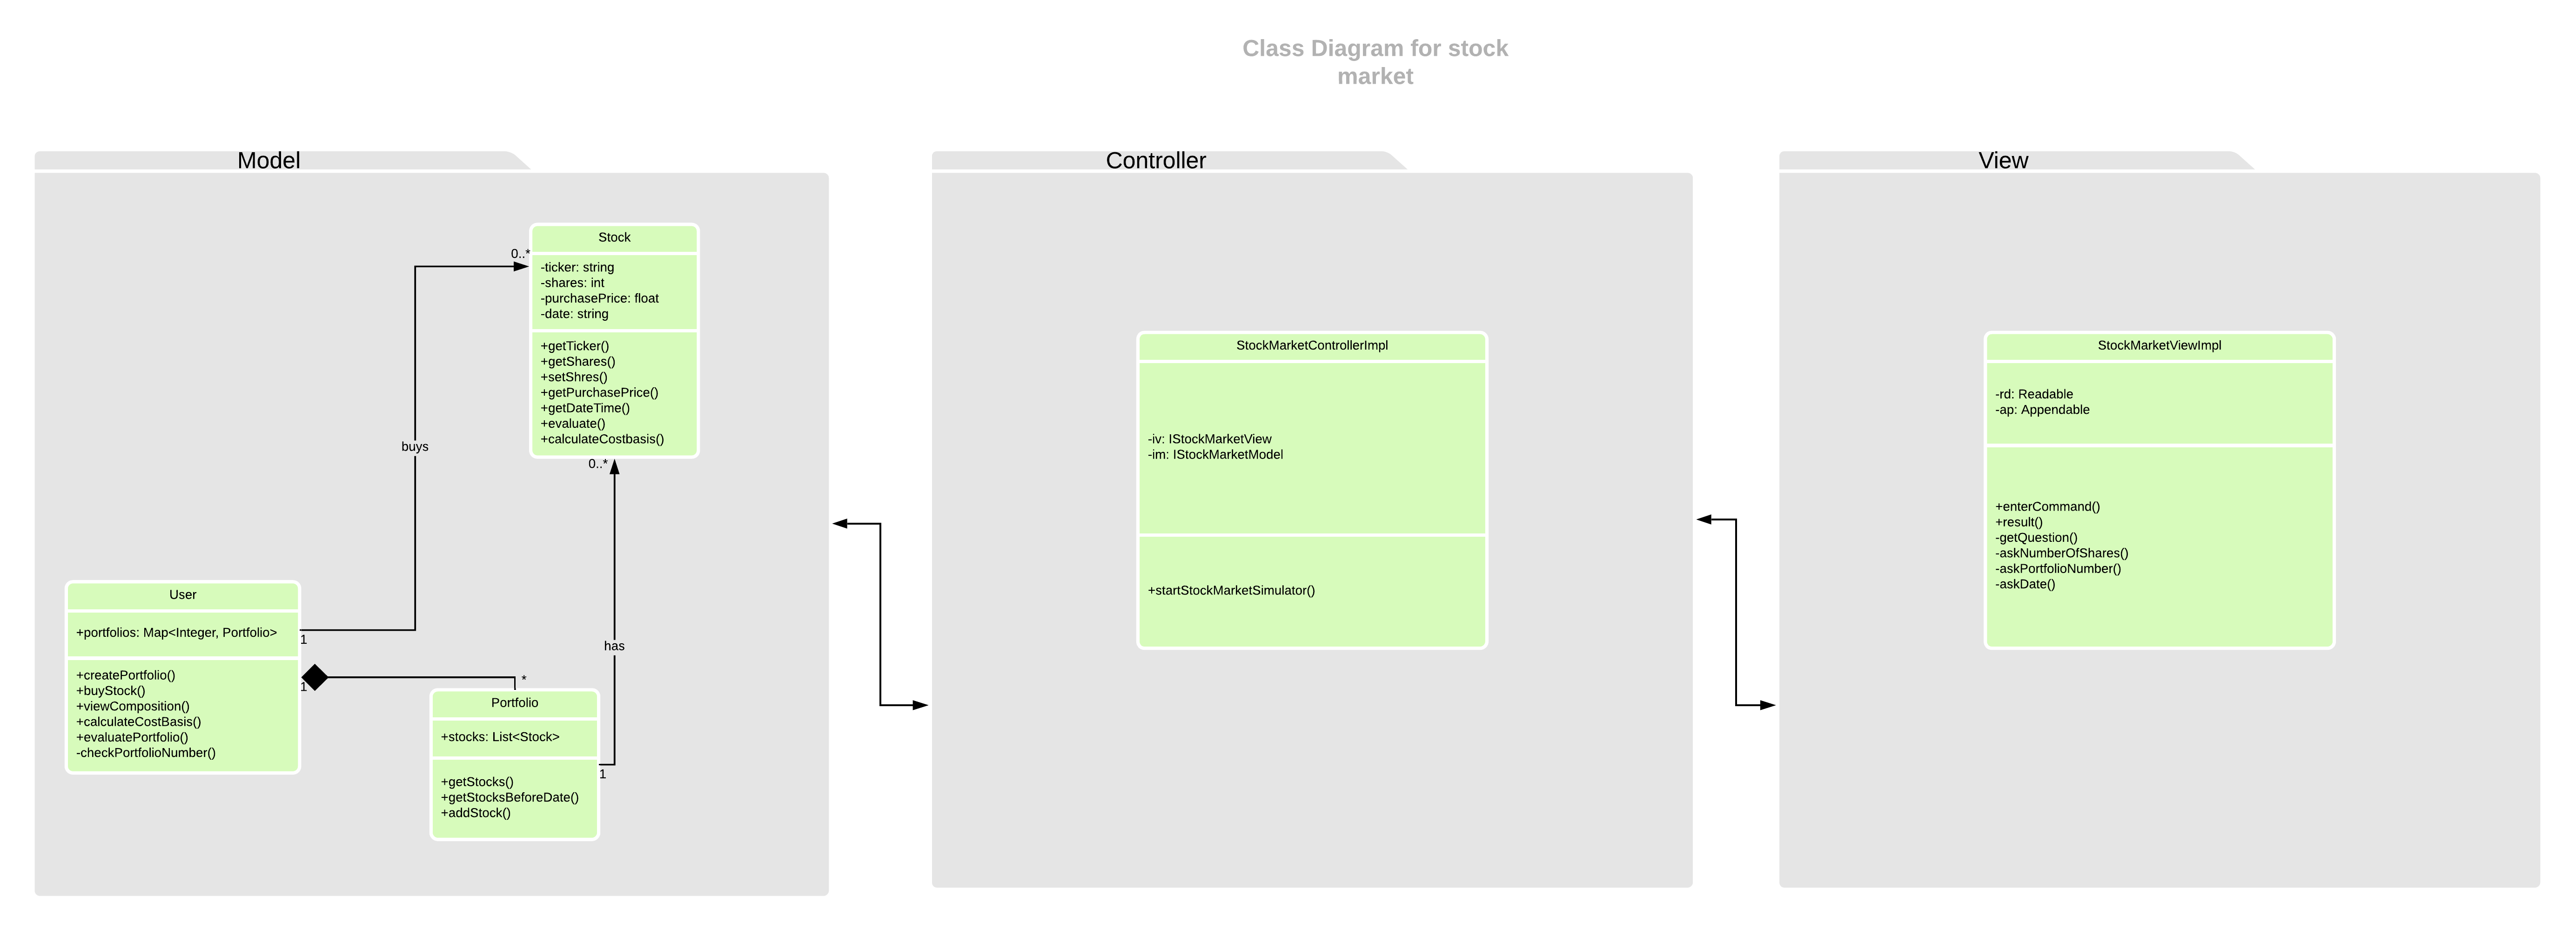 Class Diagram for stock
market
Model
Controller
View
Stock
-ticker: string
-shares: int
-purchasePrice: float
-date: string
+getTicker()
+getShares()
+setShres()
+getPurchasePrice()
+getDateTime()
+evaluate()
+calculateCostbasis()
0..*
0..*
buys
has
User
+portfolios: Map<Integer, Portfolio>
+createPortfolio()
+buyStock()
+viewComposition()
+calculateCostBasis()
+evaluatePortfolio()
-checkPortfolioNumber()
1
1
*
Portfolio
+stocks: List<Stock>
+getStocks()
+getStocksBeforeDate()
+addStock()
1
StockMarketControllerImpl
-iv: IStockMarketView
-im: IStockMarketModel
+startStockMarketSimulator()
StockMarketViewImpl
-rd: Readable
-ap: Appendable
+enterCommand()
+result()
-getQuestion()
-askNumberOfShares()
-askPortfolioNumber()
-askDate()